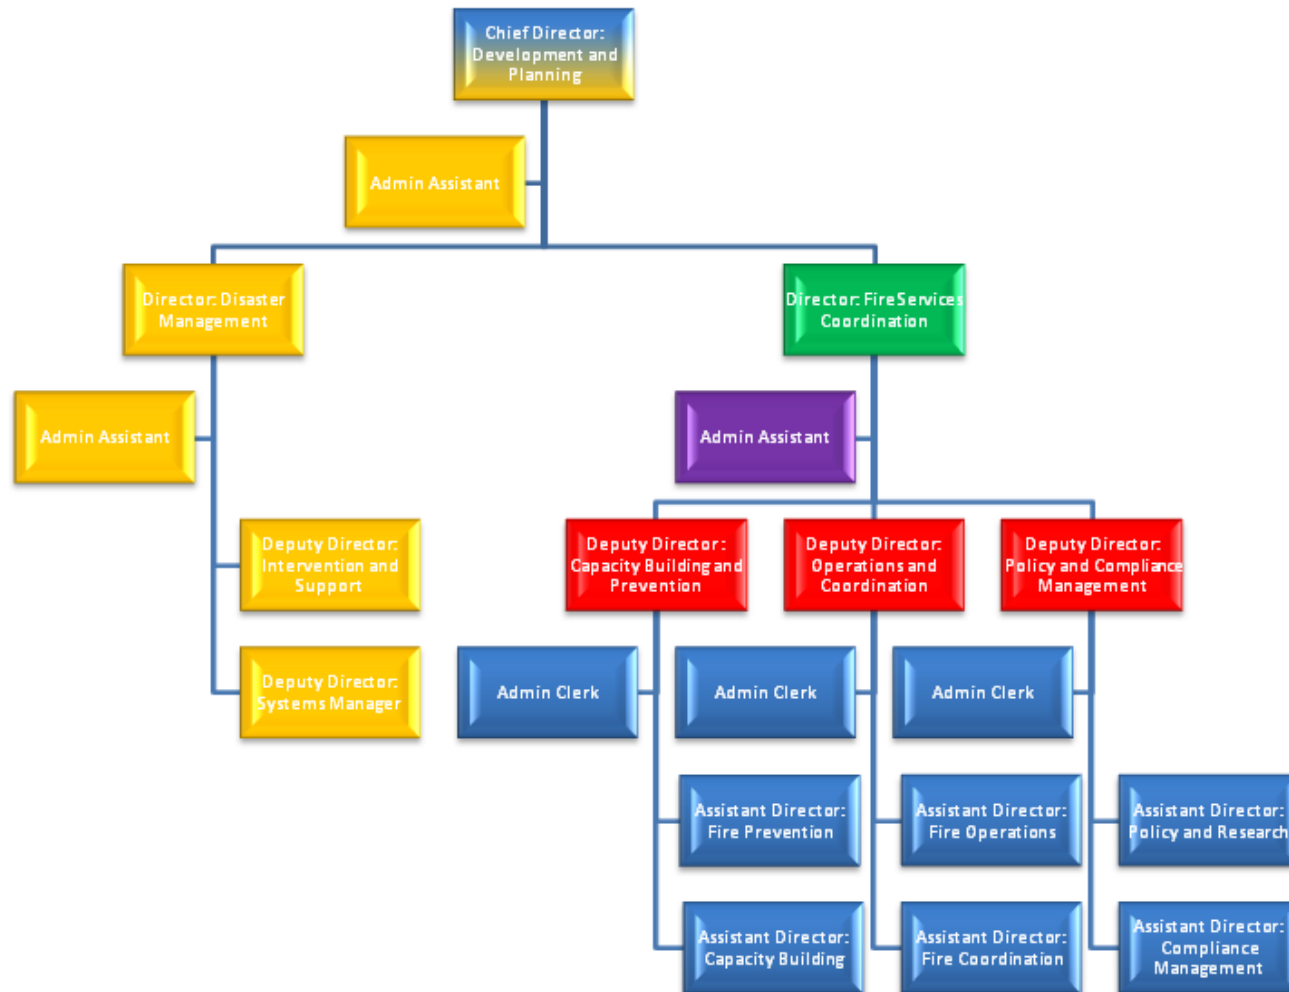 Chief Director:
Development and
Planning
Admin Assistant
Director: Disaster
Management
Director: Fire Services
Coordination
Admin Assistant
Admin Assistant
Deputy Director:
Intervention and
Support
Deputy Director:
Capacity Building and
Prevention
Deputy Director:
Operations and
Coordination
Deputy Director:
Policy and Compliance
Management
Deputy Director:
Systems Manager
Admin Clerk
Admin Clerk
Admin Clerk
Assistant Director:
Fire Prevention
Assistant Director:
Fire Operations
Assistant Director:
Policy and Research
Assistant Director:
Capacity Building
Assistant Director:
Fire Coordination
Assistant Director:
Compliance
Management